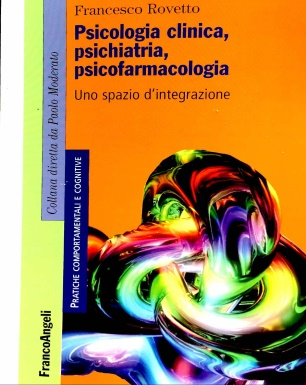 Francesco Rovetto
Psicologia clinica,
psichiatria,
psicofarmacologia
Uno spazio d'integrazione
Collana diretta da Paolo Moderato
PRATICHE COMPORTAMENTALI E COGNITIVE
FrancoAngeli